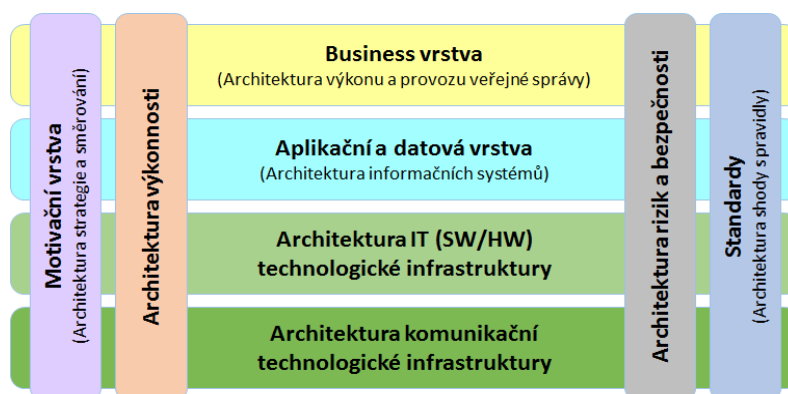 Motivační vrstva
(Architektura strategie a směrování)
Architektura výkonnosti
Business vrstva
(Architektura výkonu a provozu veřejné správy)
Aplikační a datová vrstva
(Architektura informačních systémů)
Architektura IT (SW/HW)
technologické infrastruktury
Architektura komunikační
technologické infrastruktury
Architektura rizik a bezpečnosti
Standardy
(Architektura shody s pravidly)